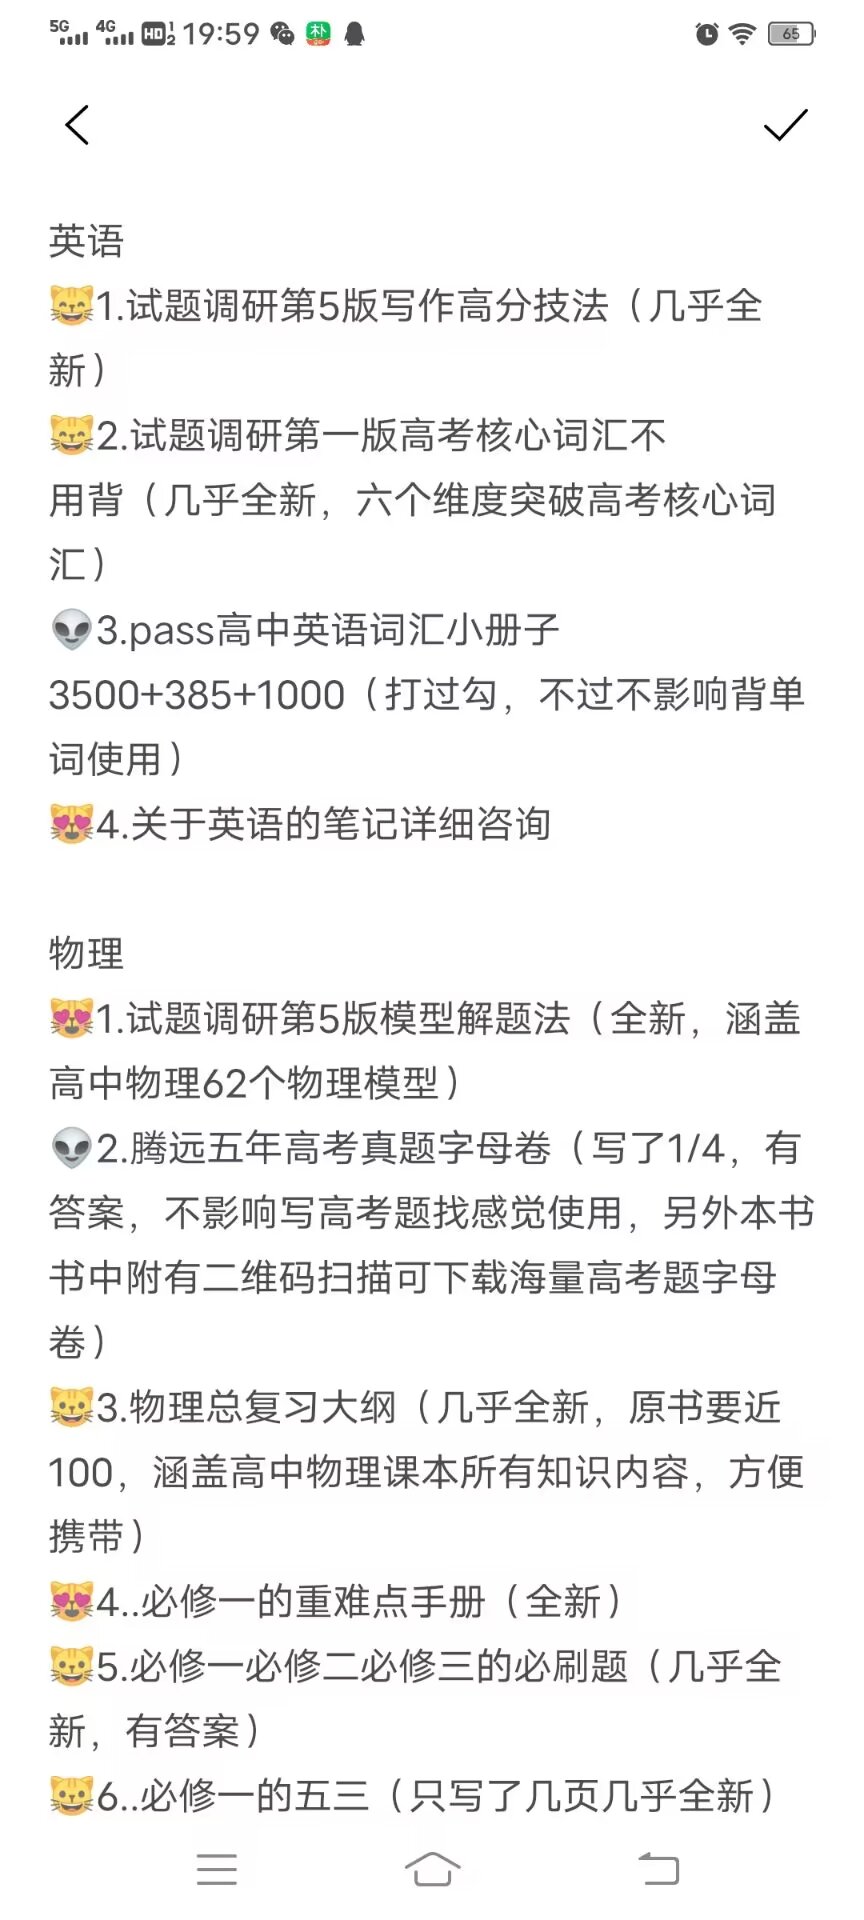 5G 4G HD 1 2 19:59 朴 65
英语
😸1.试题调研第5版写作高分技法（几乎全
新）
😸2.试题调研第一版高考核心词汇不
用背（几乎全新，六个维度突破高考核心词
汇）
👽3.pass高中英语词汇小册子
3500+385+1000（打过勾，不过不影响背单
词使用）
😻4.关于英语的笔记详细咨询
物理
😻1.试题调研第5版模型解题法（全新，涵盖
高中物理62个物理模型）
👽2.腾远五年高考真题字母卷（写了1/4，有
答案，不影响写高考题找感觉使用，另外本书
书中附有二维码扫描可下载海量高考题字母
卷）
😺3.物理总复习大纲（几乎全新，原书要近
100，涵盖高中物理课本所有知识内容，方便
携带）
😻4..必修一的重难点手册（全新）
😺5.必修一必修二必修三的必刷题（几乎全
新，有答案）
😺6..必修一的五三（只写了几页几乎全新）